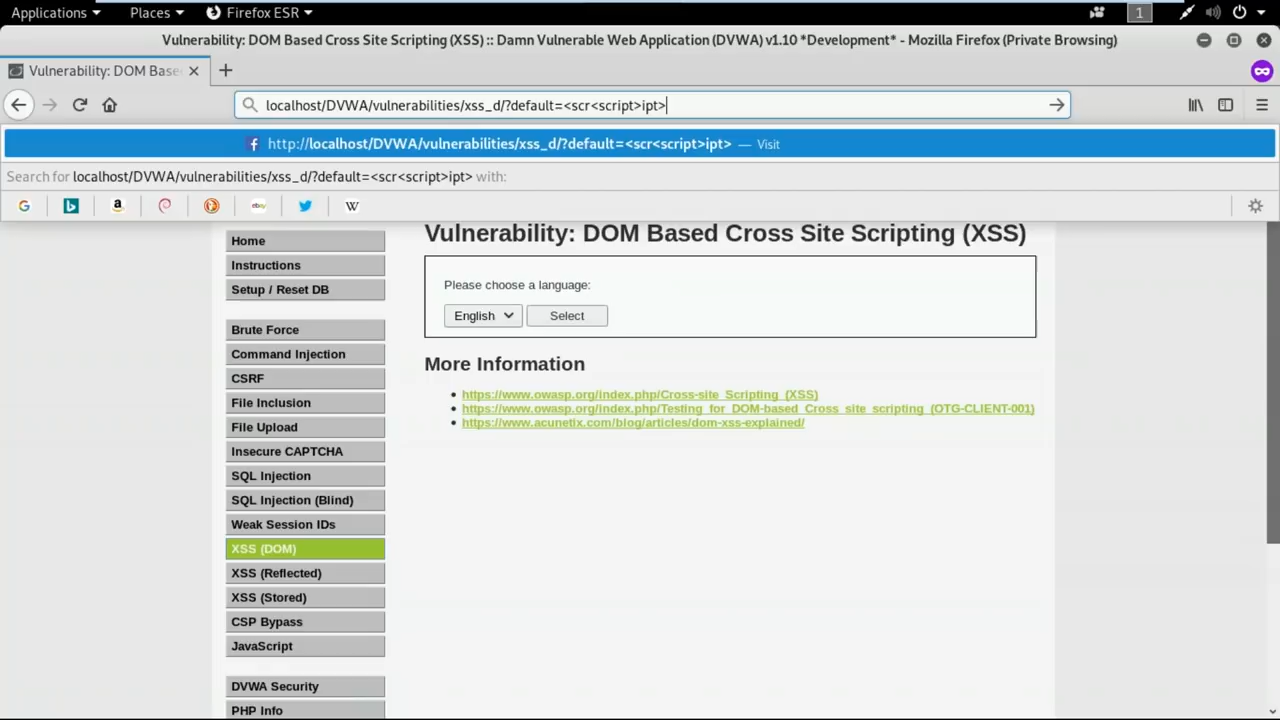 Applications Places Firefox ESR 1
Vulnerability: DOM Based Cross Site Scripting (XSS) :: Damn Vulnerable Web Application (DVWA) v1.10 *Development* - Mozilla Firefox (Private Browsing)
Vulnerability: DOM Base
localhost/DVWA/vulnerabilities/xss_d/?default=<scr<script>ipt>
http://localhost/DVWA/vulnerabilities/xss_d/?default=<scr<script>ipt> — Visit
Search for localhost/DVWA/vulnerabilities/xss_d/?default=<scr<script>ipt> with:
G b a ebay W
Vulnerability: DOM Based Cross Site Scripting (XSS)
Home
Instructions
Setup / Reset DB
Please choose a language:
English Select
Brute Force
Command Injection
CSRF
File Inclusion
File Upload
Insecure CAPTCHA
SQL Injection
SQL Injection (Blind)
Weak Session IDs
XSS (DOM)
XSS (Reflected)
XSS (Stored)
CSP Bypass
JavaScript
DVWA Security
PHP Info
More Information
https://www.owasp.org/index.php/Cross-site_Scripting_(XSS)
https://www.owasp.org/index.php/Testing_for_DOM-based_Cross_site_scripting_(OTG-CLIENT-001)
https://www.acunetix.com/blog/articles/dom-xss-explained/